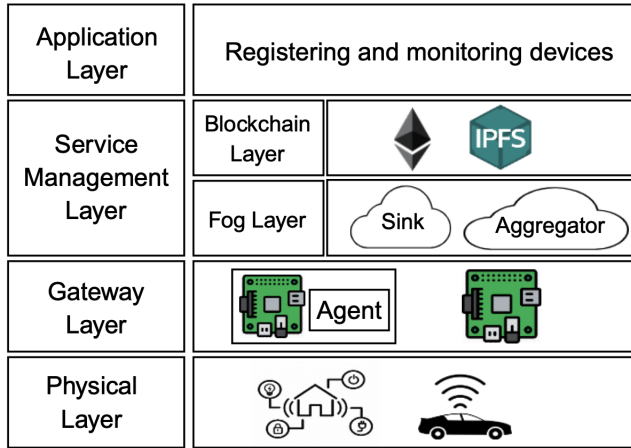 Application
Layer
Registering and monitoring devices
Service
Management
Layer
Blockchain
Layer
IPFS
Fog Layer
Sink
Aggregator
Gateway
Layer
Agent
Physical
Layer